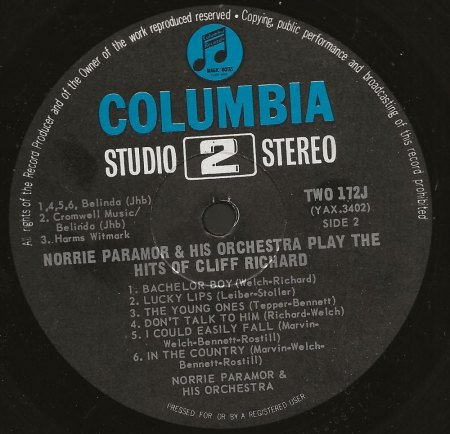 All rights of the Record Producer and of the Owner of the work reproduced reserved • Copying, public performance and broadcasting of this record prohibited
MAGIC NOTES
COLUMBIA
STUDIO 2 STEREO
1,4,5,6, Belinda (Jhb)
2. Cromwell Music/
Belinda (Jhb)
3. Harms Witmark
TWO 172J
(YAX.3402)
SIDE 2
NORRIE PARAMOR & HIS ORCHESTRA PLAY THE
HITS OF CLIFF RICHARD
1. BACHELOR BOY (Welch-Richard)
2. LUCKY LIPS (Leiber-Stoller)
3. THE YOUNG ONES (Tepper-Bennett)
4. DON'T TALK TO HIM (Richard-Welch)
5. I COULD EASILY FALL (Marvin-
Welch-Bennett-Rostill)
6. IN THE COUNTRY (Marvin-Welch-
Bennett-Rostill)
NORRIE PARAMOR &
HIS ORCHESTRA
PRESSED FOR OR BY A REGISTERED USER